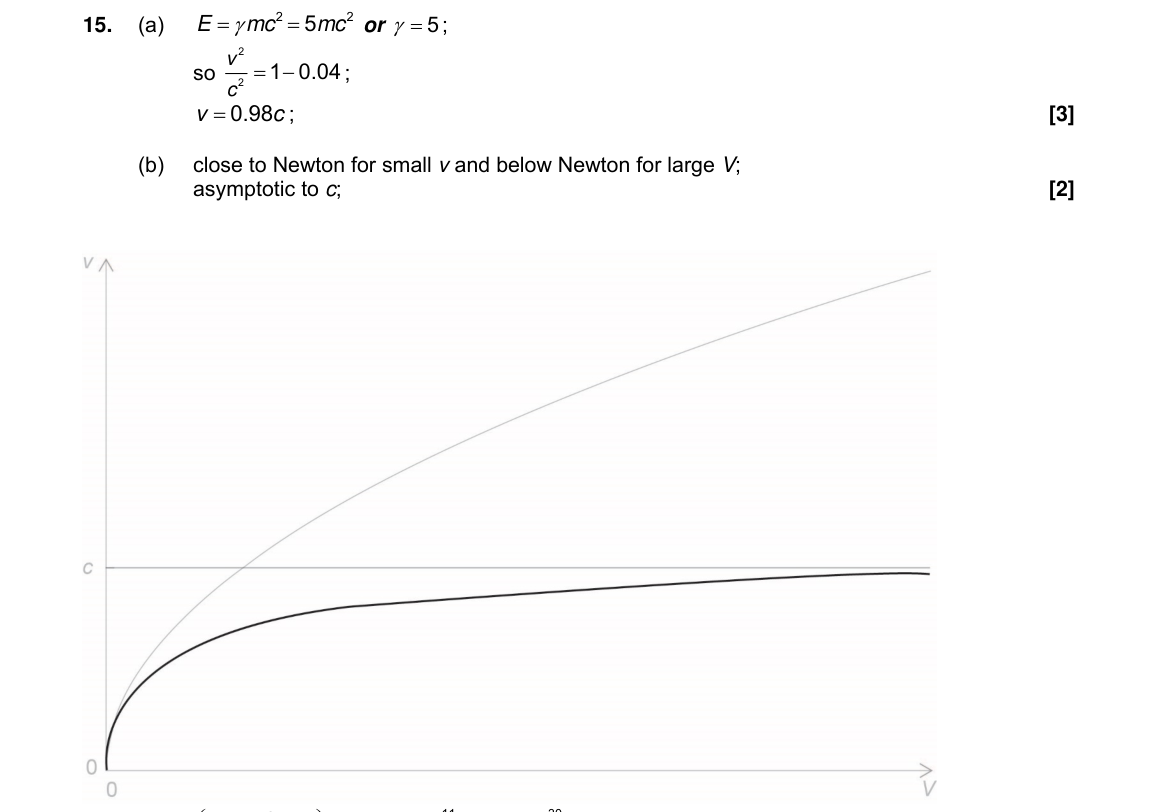 15. (a) E = γmc² = 5mc² or γ = 5;
so v²/c² = 1 – 0.04;
v = 0.98c; [3]
(b) close to Newton for small v and below Newton for large V;
asymptotic to c; [2]
v
c
0
0
V